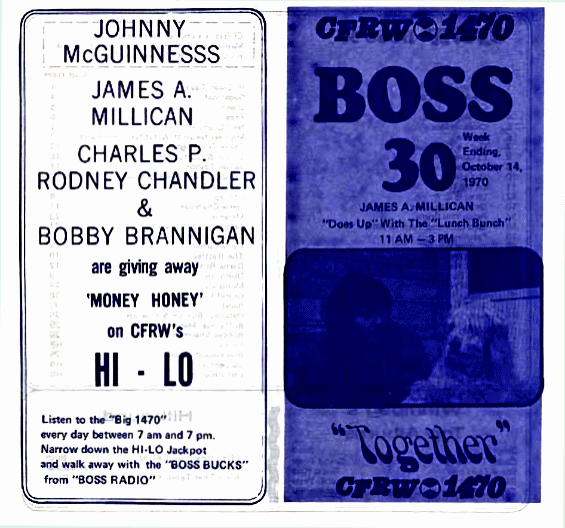 JOHNNY
McGUINNESSS
JAMES A.
MILLICAN
CHARLES P.
RODNEY CHANDLER
&
BOBBY BRANNIGAN
are giving away
'MONEY HONEY'
on CFRW's
HI - LO
Listen to the "Big 1470"
every day between 7 am and 7 pm.
Narrow down the HI-LO Jackpot
and walk away with the "BOSS BUCKS"
from "BOSS RADIO"
CFRW 1470
BOSS
30
Week
Ending,
October 14,
1970
JAMES A. MILLICAN
"Does Up" With The "Lunch Bunch"
11 AM – 3 PM
"Together"
CFRW 1470